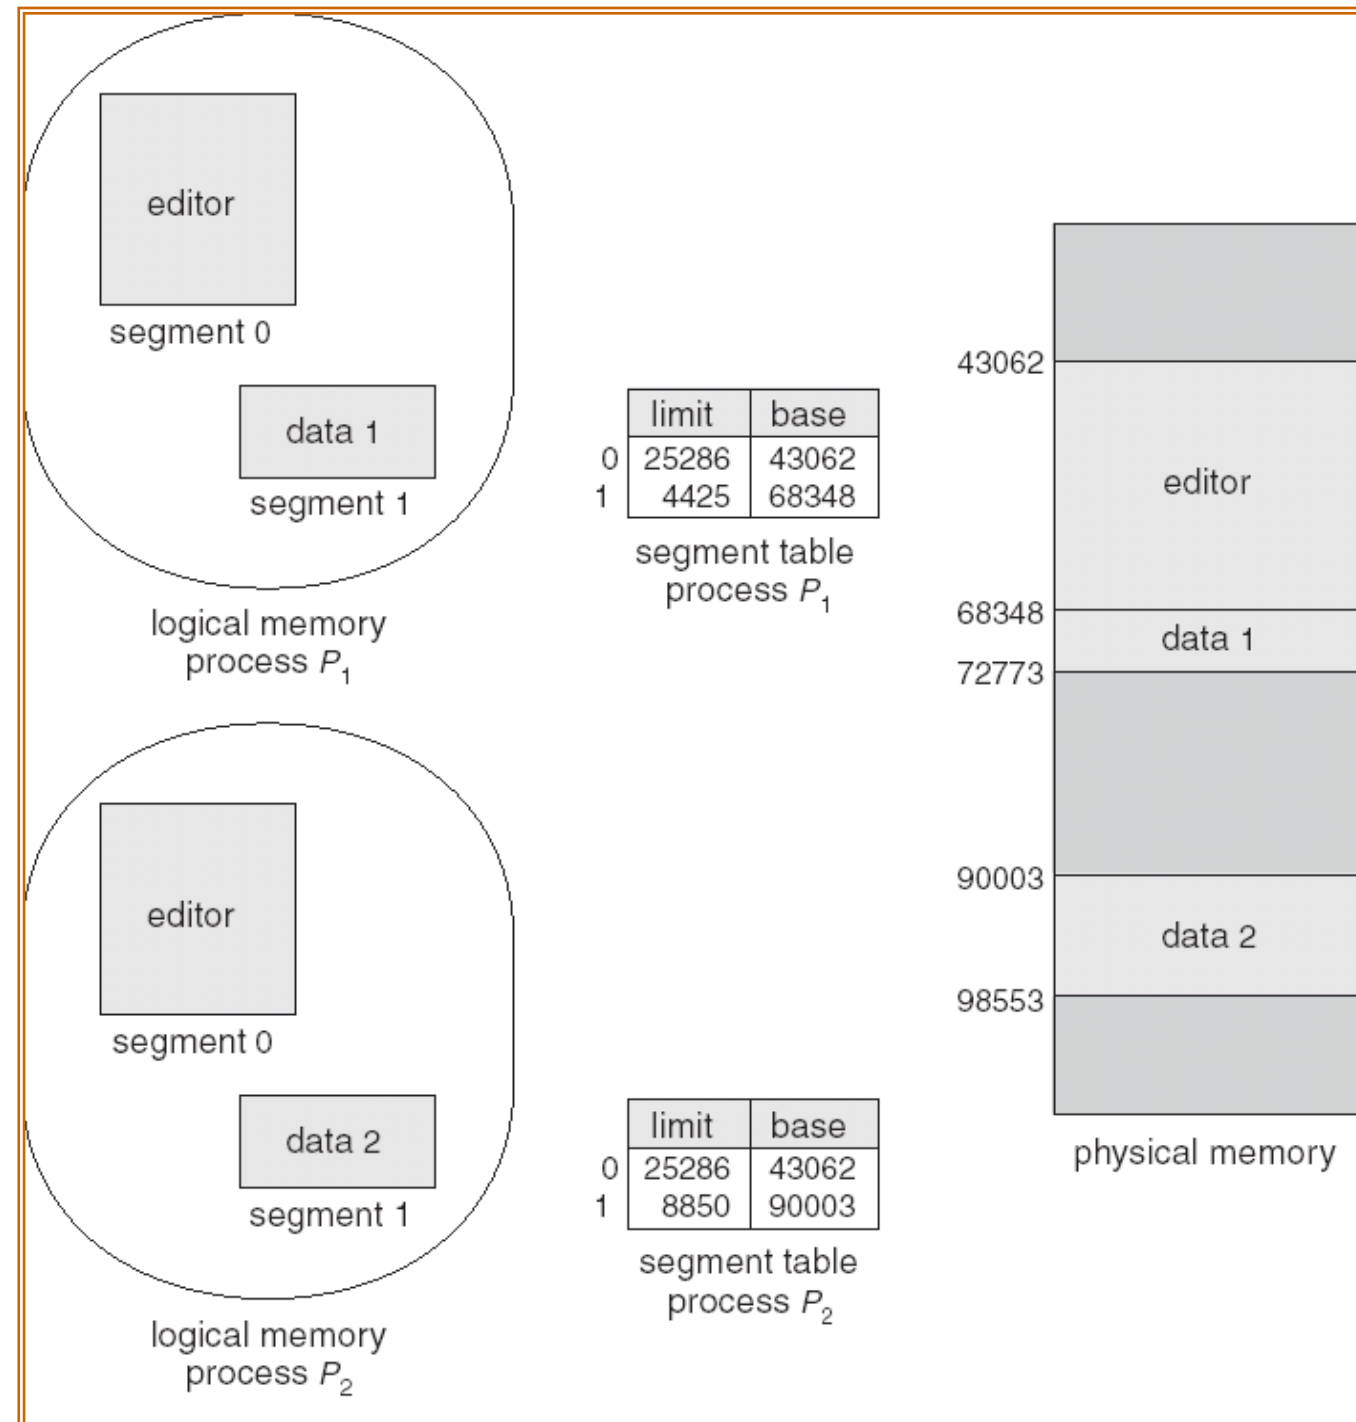 editor
segment 0
data 1
segment 1
logical memory
process P1
limit base
0 25286 43062
1 4425 68348
segment table
process P1
editor
segment 0
data 2
segment 1
logical memory
process P2
limit base
0 25286 43062
1 8850 90003
segment table
process P2
43062
editor
68348
data 1
72773
90003
data 2
98553
physical memory